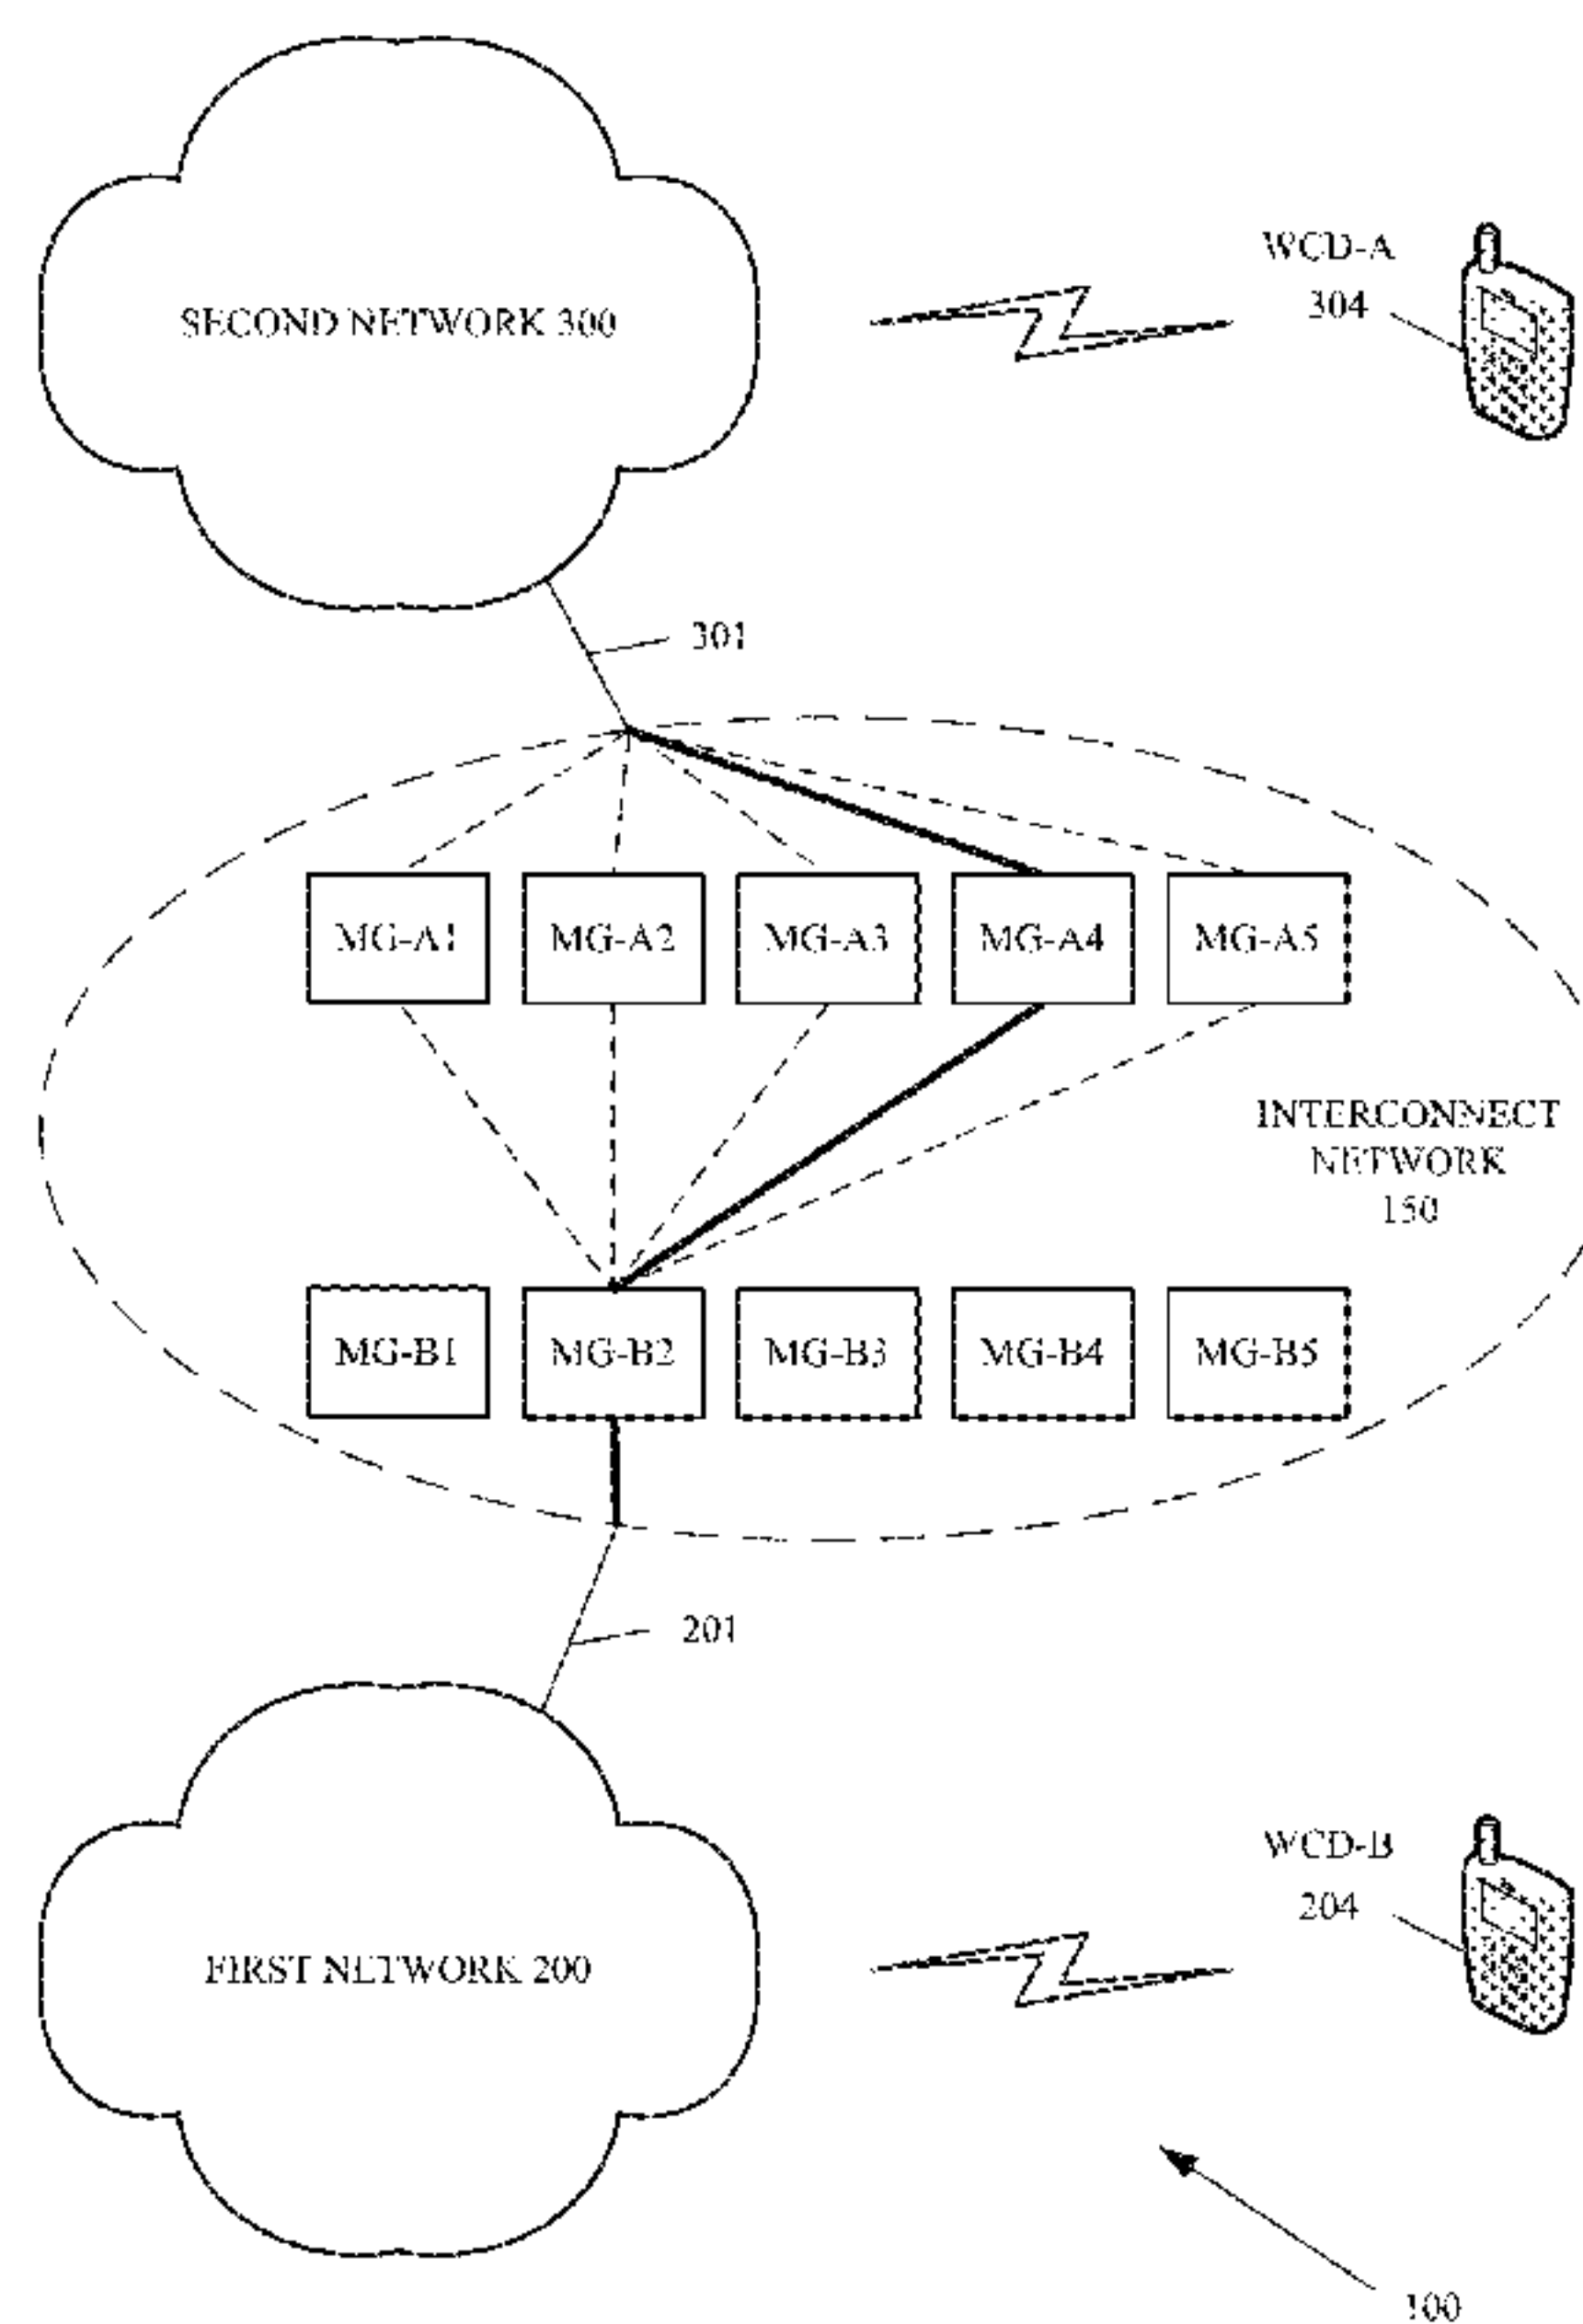 WCD-A
304
SECOND NETWORK 300
301
MG-A1
MG-A2
MG-A3
MG-A4
MG-A5
INTERCONNECT
NETWORK
150
MG-B1
MG-B2
MG-B3
MG-B4
MG-B5
201
WCD-B
204
FIRST NETWORK 200
100